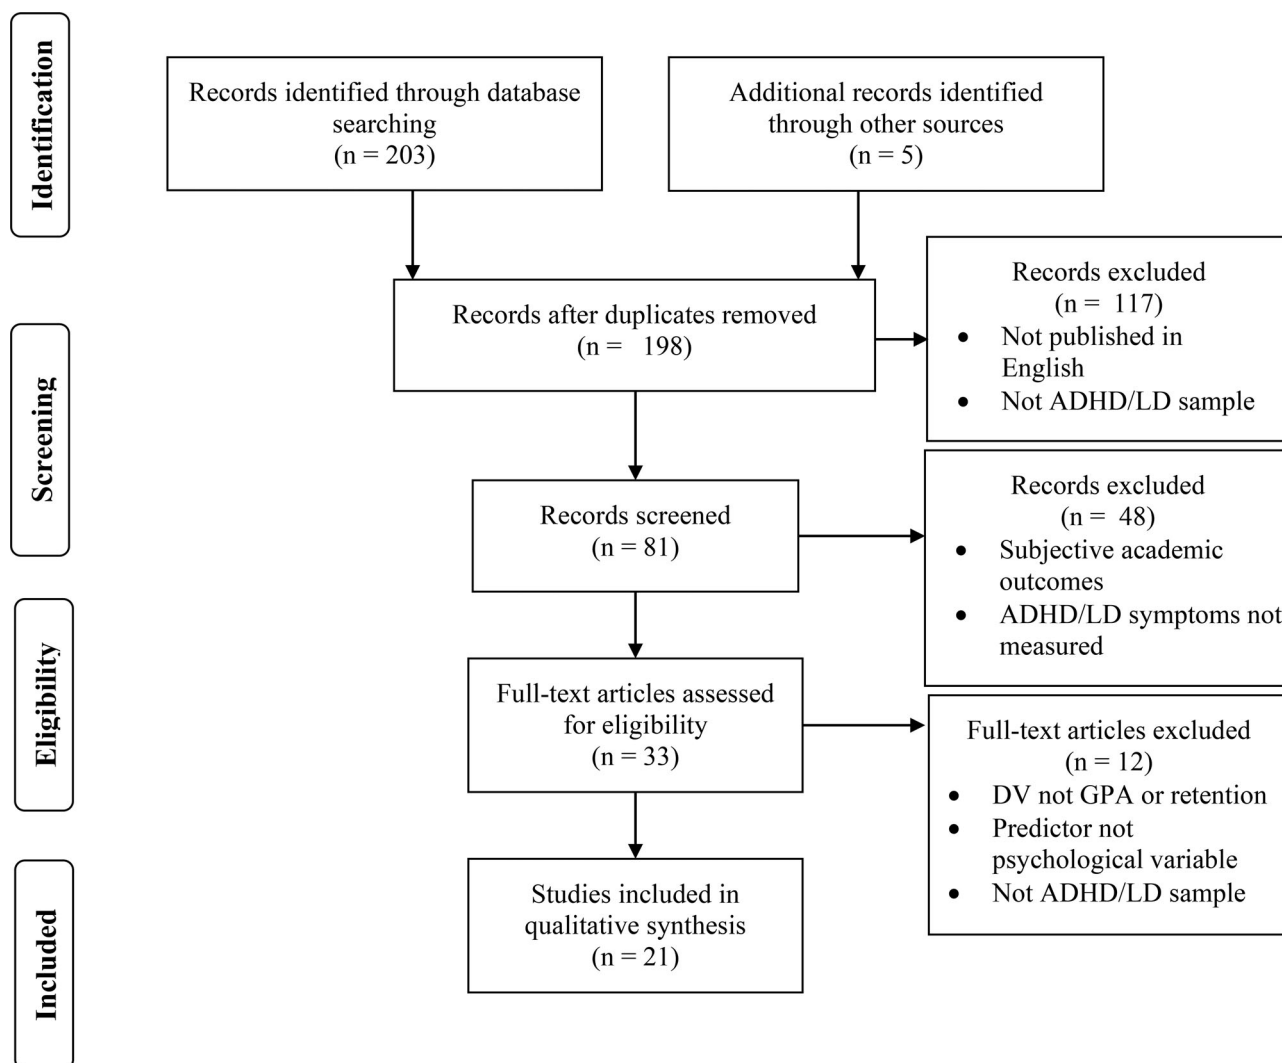 Identification
Records identified through database
searching
(n = 203)
Additional records identified
through other sources
(n = 5)
Records after duplicates removed
(n = 198)
Records excluded
(n = 117)
• Not published in
English
• Not ADHD/LD sample
Screening
Records screened
(n = 81)
Records excluded
(n = 48)
• Subjective academic
outcomes
• ADHD/LD symptoms not
measured
Eligibility
Full-text articles assessed
for eligibility
(n = 33)
Full-text articles excluded
(n = 12)
• DV not GPA or retention
• Predictor not
psychological variable
• Not ADHD/LD sample
Included
Studies included in
qualitative synthesis
(n = 21)